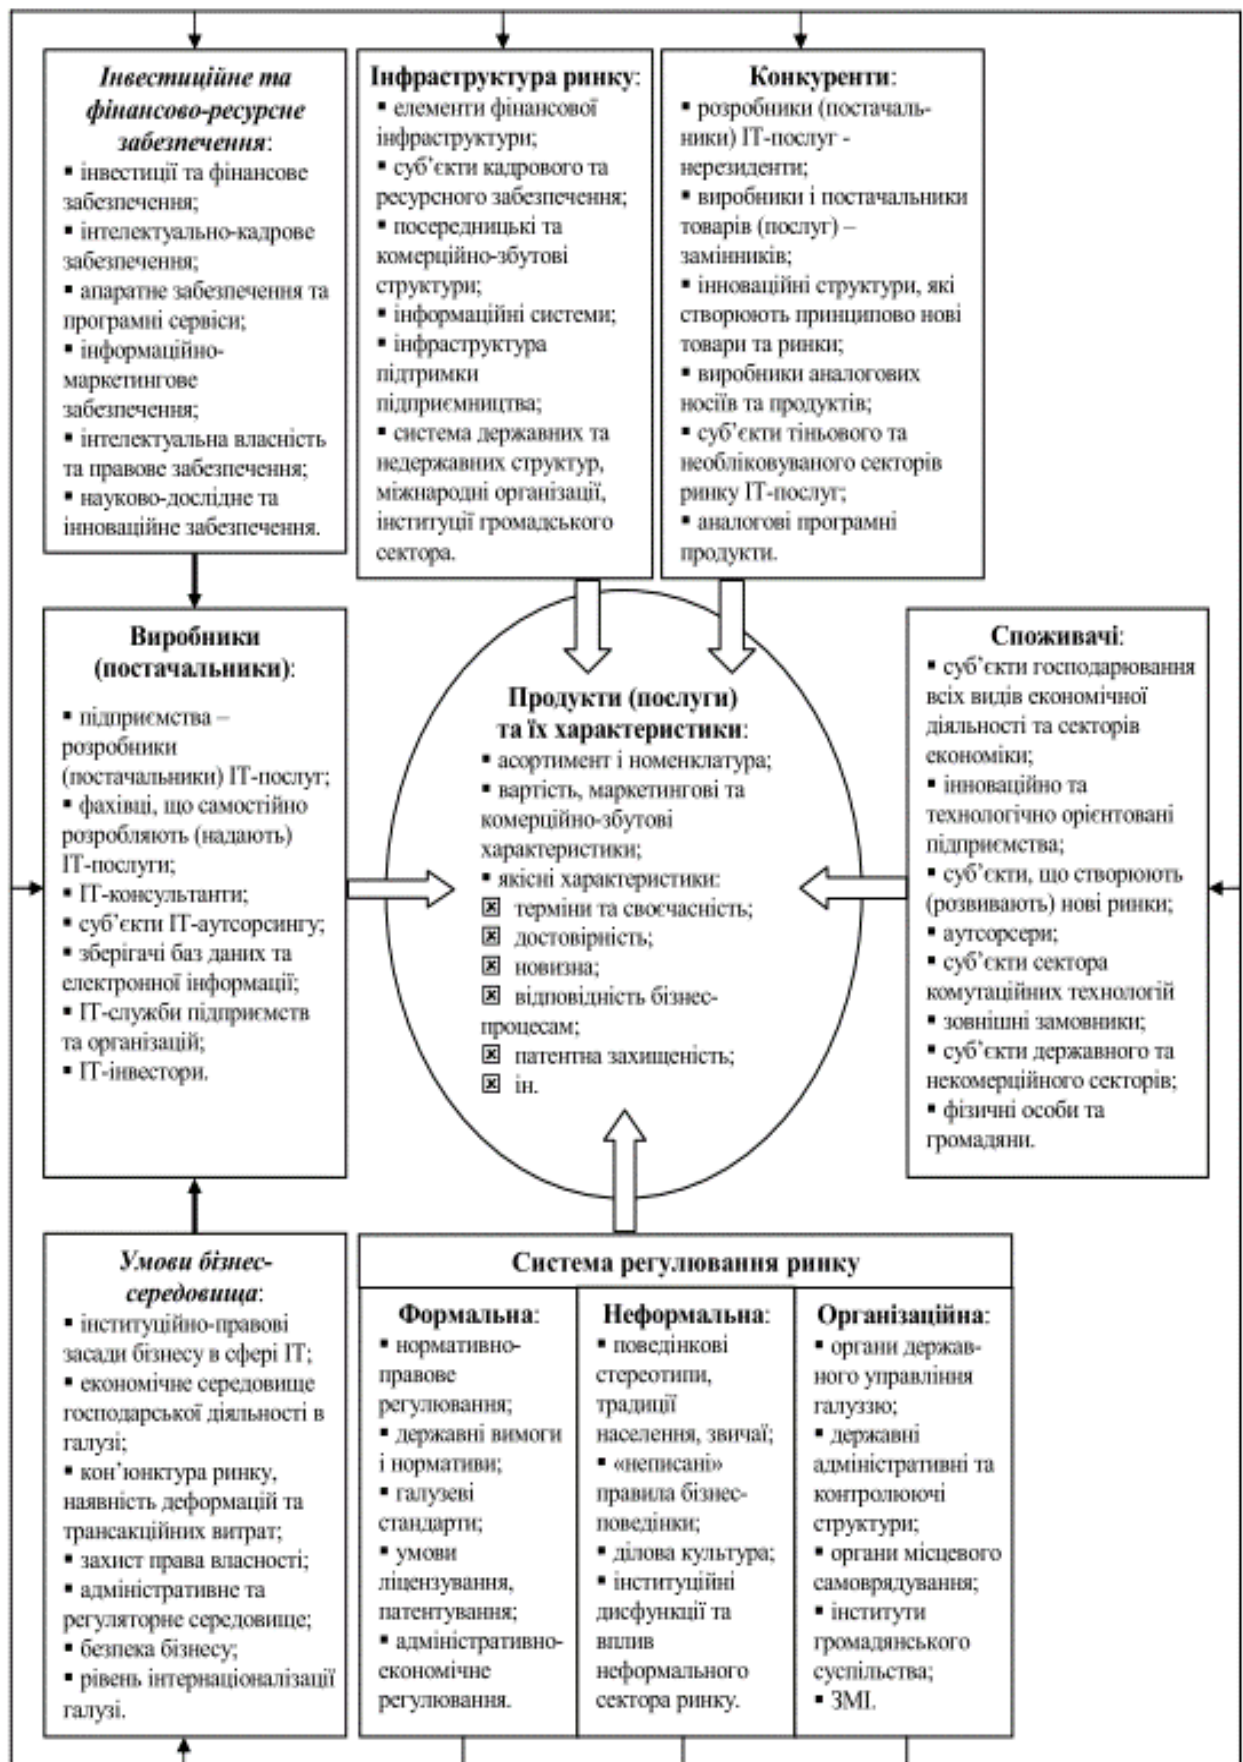 Інвестиційне та
фінансово-ресурсне
забезпечення:
▪ інвестиції та фінансове
забезпечення;
▪ інтелектуально-кадрове
забезпечення;
▪ апаратне забезпечення та
програмні сервіси;
▪ інформаційно-
маркетингове
забезпечення;
▪ інтелектуальна власність
та правове забезпечення;
▪ науково-дослідне та
інноваційне забезпечення.
Інфраструктура ринку:
▪ елементи фінансової
інфраструктури;
▪ суб’єкти кадрового та
ресурсного забезпечення;
▪ посередницькі та
комерційно-збутові
структури;
▪ інформаційні системи;
▪ інфраструктура
підтримки
підприємництва;
▪ система державних та
недержавних структур,
міжнародні організації,
інституції громадського
сектора.
Конкуренти:
▪ розробники (постачаль-
ники) ІТ-послуг -
нерезиденти;
▪ виробники і постачальники
товарів (послуг) –
замінників;
▪ інноваційні структури, які
створюють принципово нові
товари та ринки;
▪ виробники аналогових
носіїв та продуктів;
▪ суб’єкти тіньового та
необліковуваного секторів
ринку ІТ-послуг;
▪ аналогові програмні
продукти.
Виробники
(постачальники):
▪ підприємства –
розробники
(постачальники) ІТ-послуг;
▪ фахівці, що самостійно
розробляють (надають)
ІТ-послуги;
▪ ІТ-консультанти;
▪ суб’єкти ІТ-аутсорсингу;
▪ зберігачі баз даних та
електронної інформації;
▪ ІТ-служби підприємств
та організацій;
▪ ІТ-інвестори.
Продукти (послуги)
та їх характеристики:
▪ асортимент і номенклатура;
▪ вартість, маркетингові та
комерційно-збутові
характеристики;
▪ якісні характеристики:
☒ терміни та своєчасність;
☒ достовірність;
☒ новизна;
☒ відповідність бізнес-
процесам;
☒ патентна захищеність;
☒ ін.
Споживачі:
▪ суб’єкти господарювання
всіх видів економічної
діяльності та секторів
економіки;
▪ інноваційно та
технологічно орієнтовані
підприємства;
▪ суб’єкти, що створюють
(розвивають) нові ринки;
▪ аутсорсери;
▪ суб’єкти сектора
комутаційних технологій
▪ зовнішні замовники;
▪ суб’єкти державного та
некомерційного секторів;
▪ фізичні особи та
громадяни.
Умови бізнес-
середовища:
▪ інституційно-правові
засади бізнесу в сфері ІТ;
▪ економічне середовище
господарської діяльності в
галузі;
▪ кон’юнктура ринку,
наявність деформацій та
трансакційних витрат;
▪ захист права власності;
▪ адміністративне та
регуляторне середовище;
▪ безпека бізнесу;
▪ рівень інтернаціоналізації
галузі.
Система регулювання ринку
Формальна:
▪ нормативно-
правове
регулювання;
▪ державні вимоги
і нормативи;
▪ галузеві
стандарти;
▪ умови
ліцензування,
патентування;
▪ адміністративно-
економічне
регулювання.
Неформальна:
▪ поведінкові
стереотипи,
традиції
населення, звичаї;
▪ «неписані»
правила бізнес-
поведінки;
▪ ділова культура;
▪ інституційні
дисфункції та
вплив
неформального
сектора ринку.
Організаційна:
▪ органи держав-
ного управління
галуззю;
▪ державні
адміністративні та
контролюючі
структури;
▪ органи місцевого
самоврядування;
▪ інститути
громадянського
суспільства;
▪ ЗМІ.